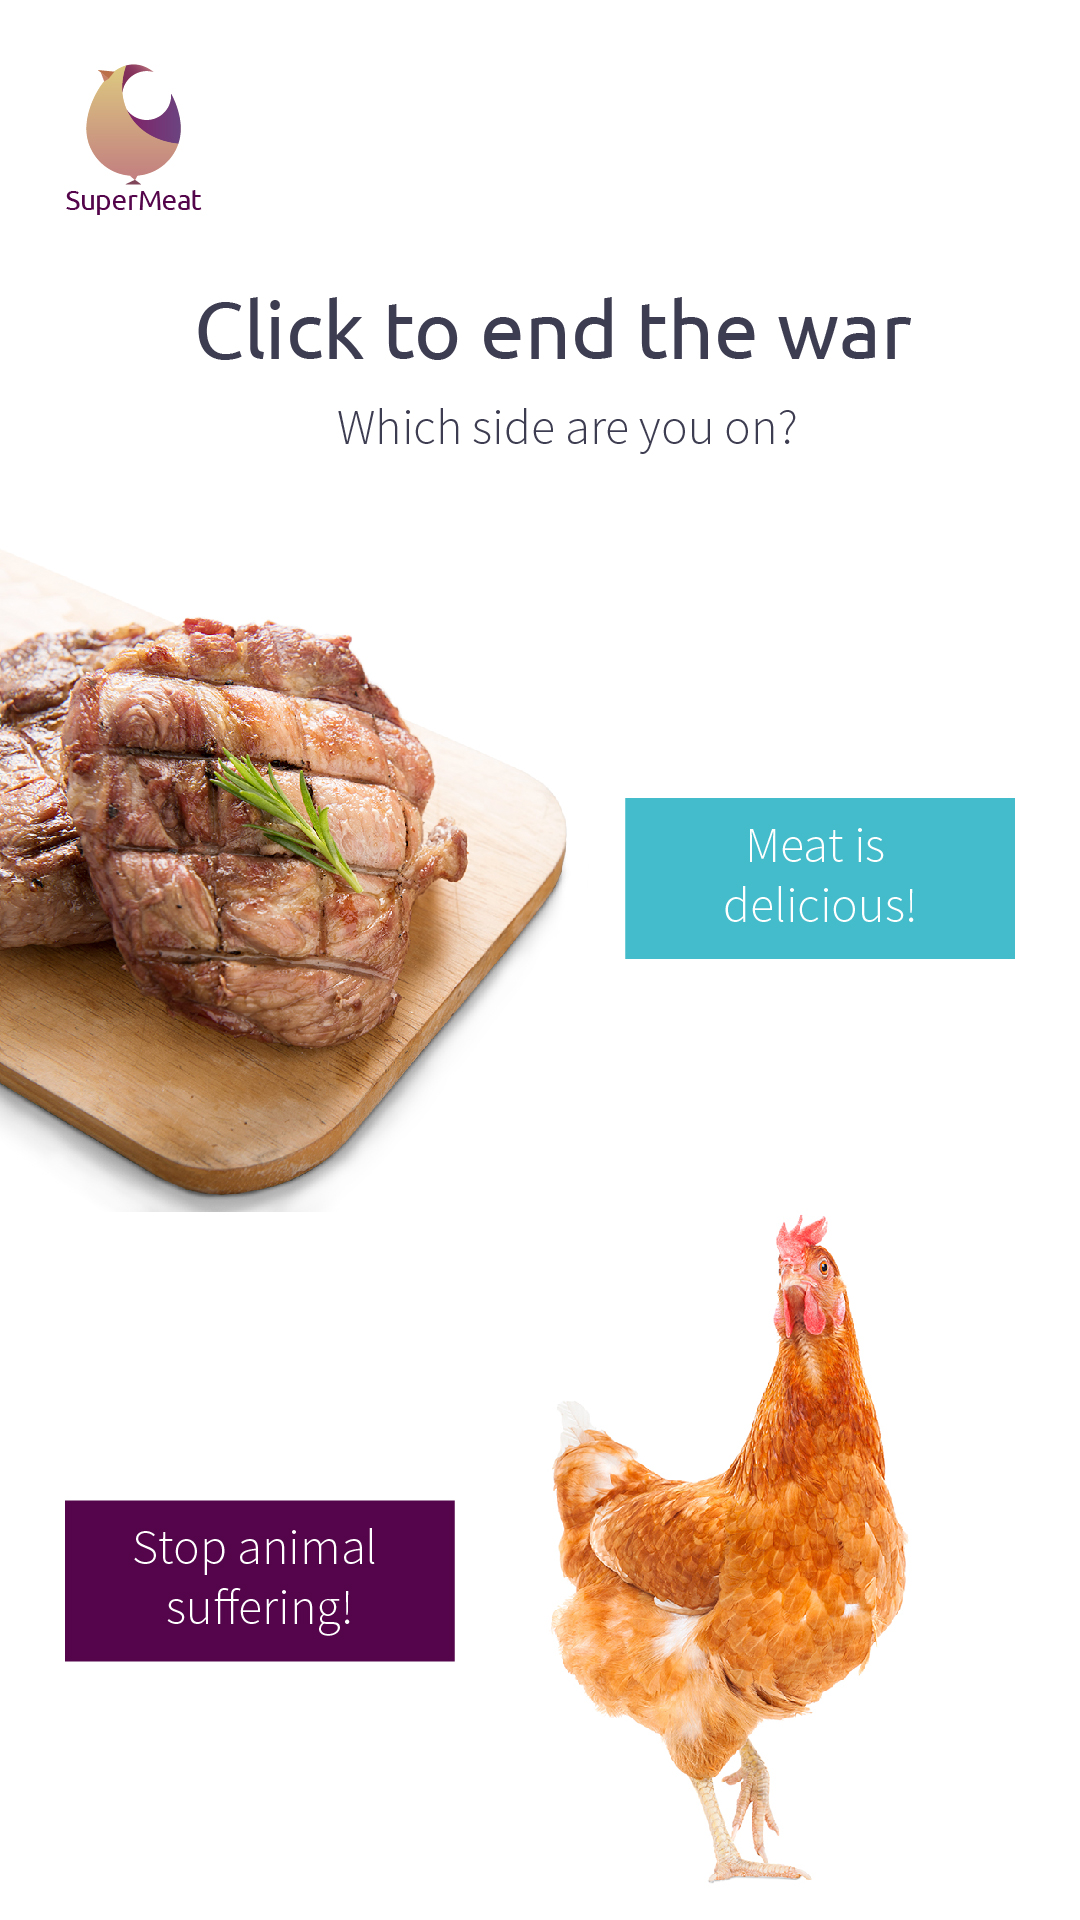 SuperMeat
Click to end the war
Which side are you on?
Meat is
delicious!
Stop animal
suffering!